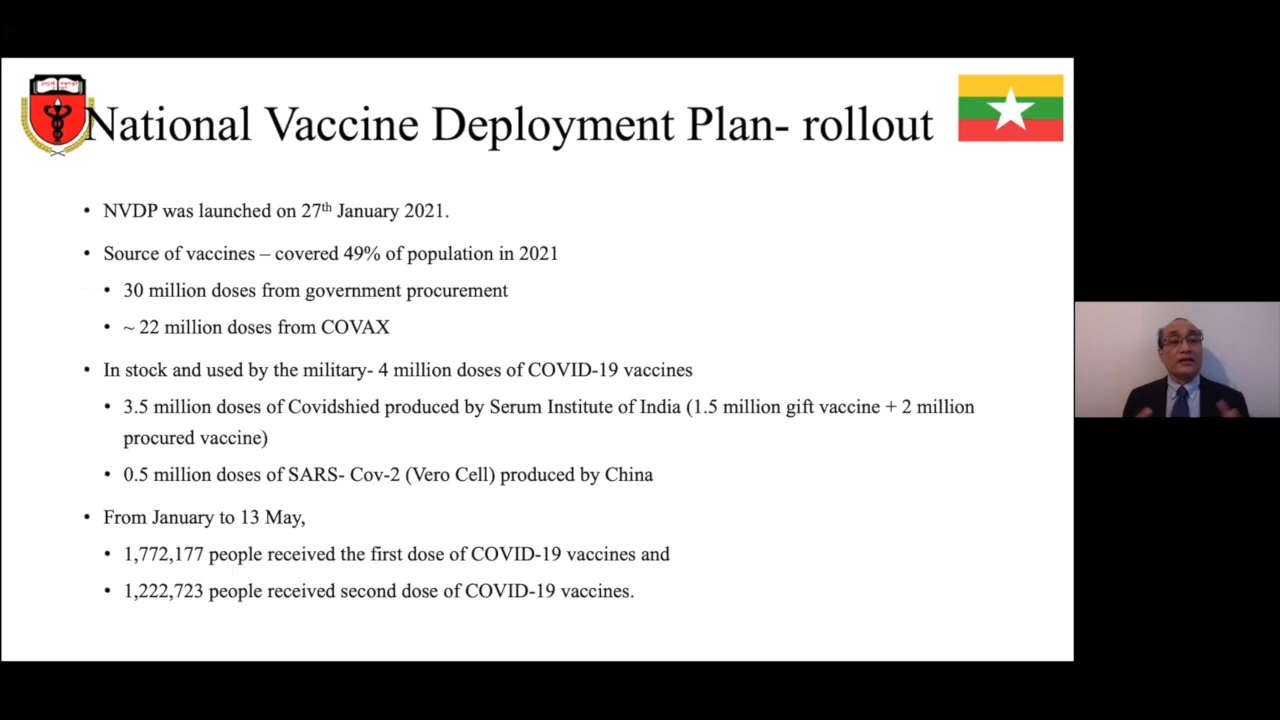 National Vaccine Deployment Plan- rollout
• NVDP was launched on 27th January 2021.
• Source of vaccines – covered 49% of population in 2021
• 30 million doses from government procurement
• ~ 22 million doses from COVAX
• In stock and used by the military- 4 million doses of COVID-19 vaccines
• 3.5 million doses of Covidshied produced by Serum Institute of India (1.5 million gift vaccine + 2 million
procured vaccine)
• 0.5 million doses of SARS- Cov-2 (Vero Cell) produced by China
• From January to 13 May,
• 1,772,177 people received the first dose of COVID-19 vaccines and
• 1,222,723 people received second dose of COVID-19 vaccines.